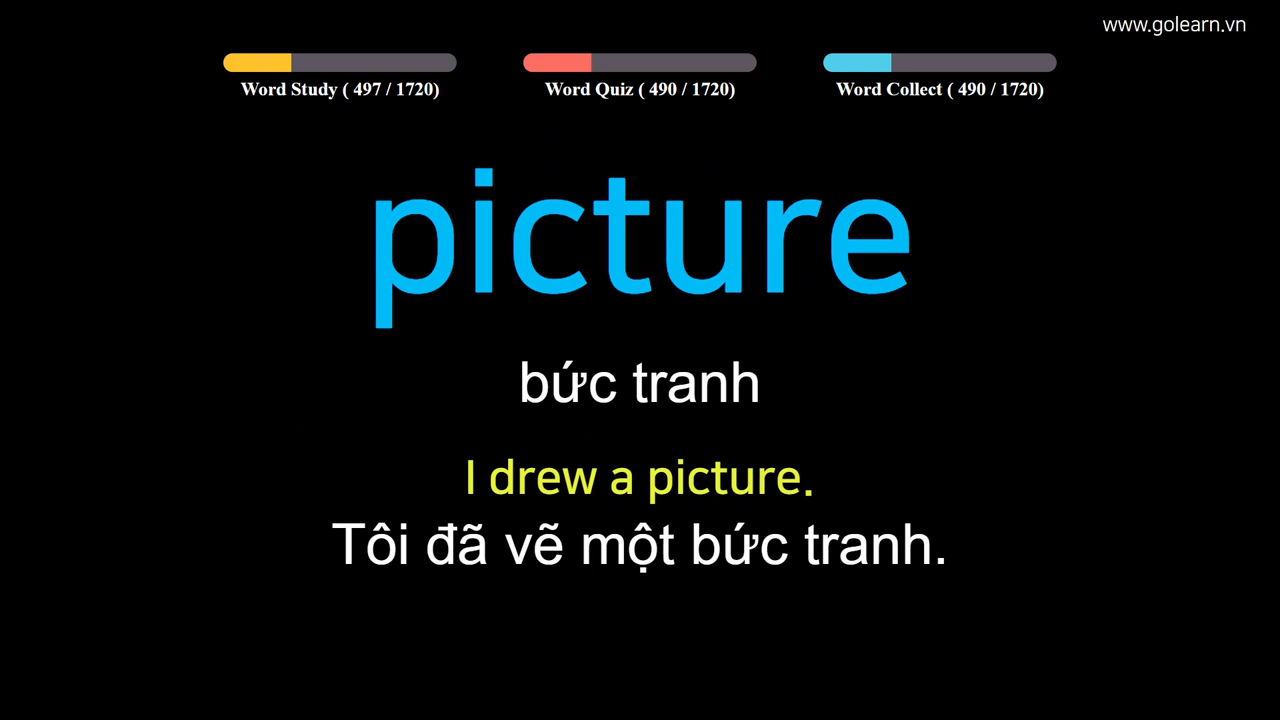 www.golearn.vn
Word Study ( 497 / 1720)
Word Quiz ( 490 / 1720)
Word Collect ( 490 / 1720)
picture
bức tranh
I drew a picture.
Tôi đã vẽ một bức tranh.